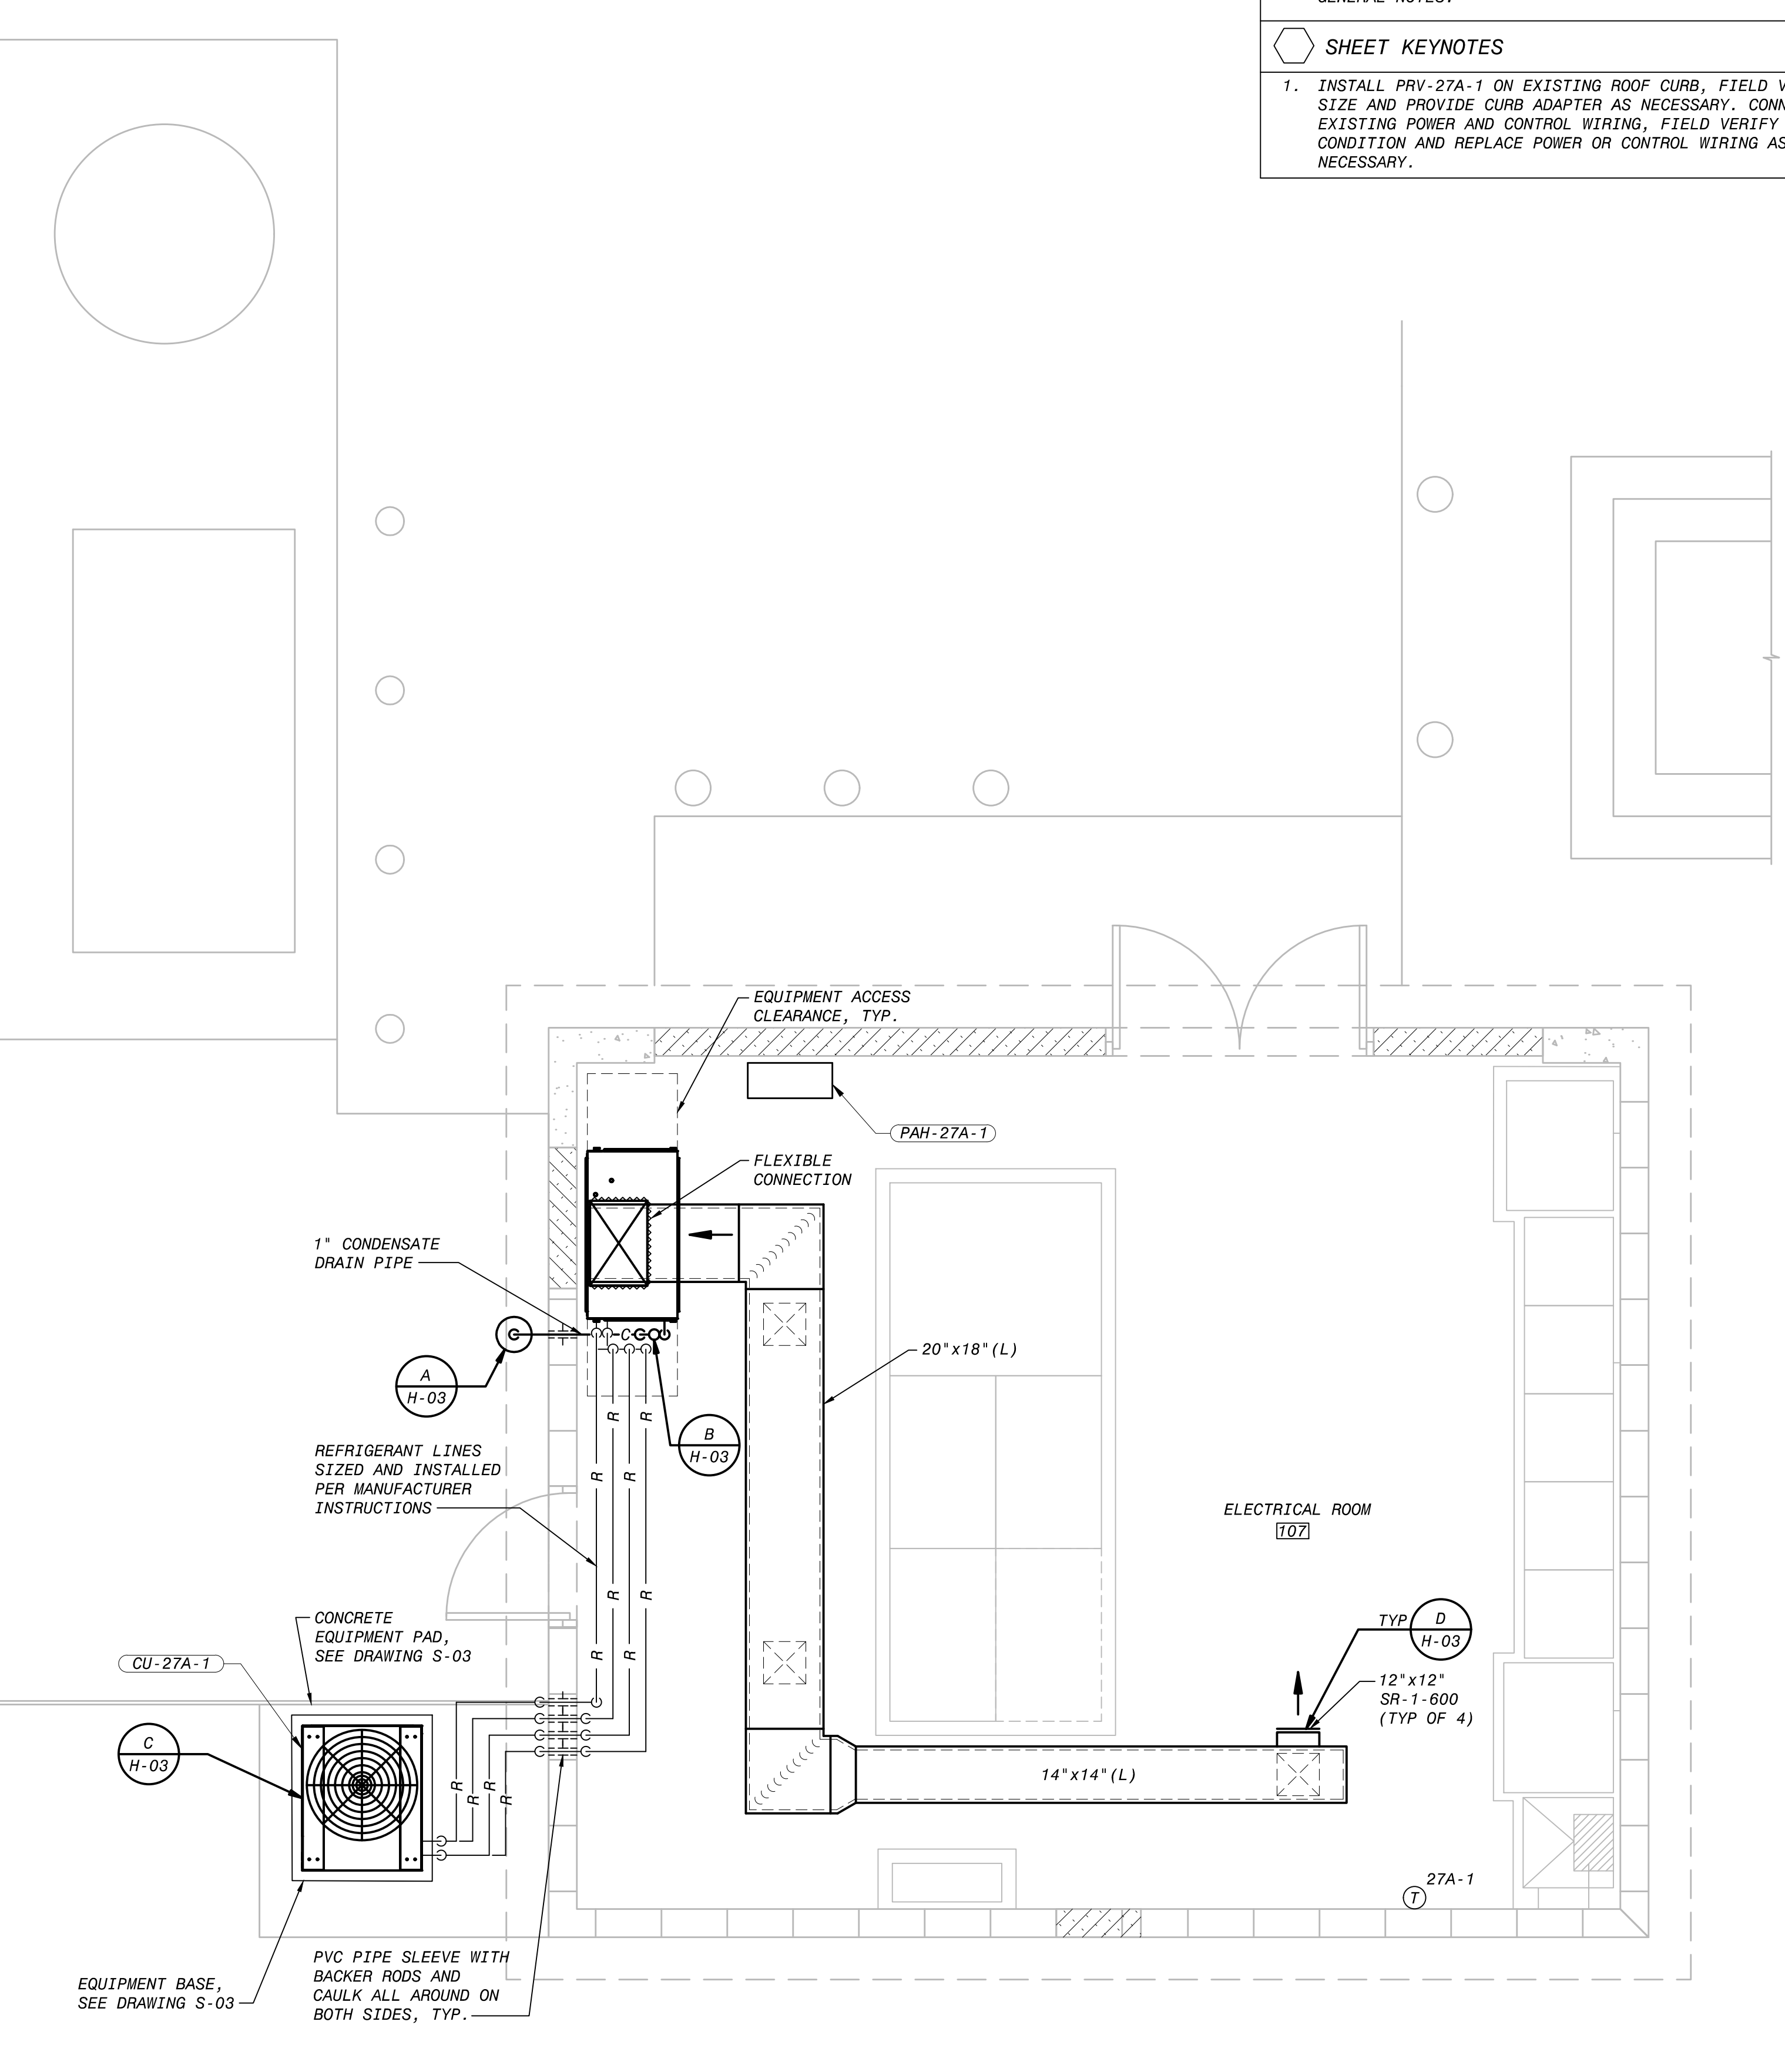 GENERAL NOTES.
SHEET KEYNOTES
1. INSTALL PRV-27A-1 ON EXISTING ROOF CURB, FIELD
SIZE AND PROVIDE CURB ADAPTER AS NECESSARY.
EXISTING POWER AND CONTROL WIRING, FIELD VERIFY
CONDITION AND REPLACE POWER OR CONTROL WIRING AS
NECESSARY.
EQUIPMENT ACCESS
CLEARANCE, TYP.
PAH-27A-1
FLEXIBLE
CONNECTION
1" CONDENSATE
DRAIN PIPE
C
A
H-03
20"x18"(L)
B
H-03
R
R
R
R
REFRIGERANT LINES
SIZED AND INSTALLED
PER MANUFACTURER
INSTRUCTIONS
ELECTRICAL ROOM
107
R
R
R
R
CONCRETE
EQUIPMENT PAD,
SEE DRAWING S-03
CU-27A-1
TYP
D
H-03
12"x12"
SR-1-600
(TYP OF 4)
C
H-03
14"x14"(L)
R
R
R
R
27A-1
T
EQUIPMENT BASE,
SEE DRAWING S-03
PVC PIPE SLEEVE WITH
BACKER RODS AND
CAULK ALL AROUND ON
BOTH SIDES, TYP.